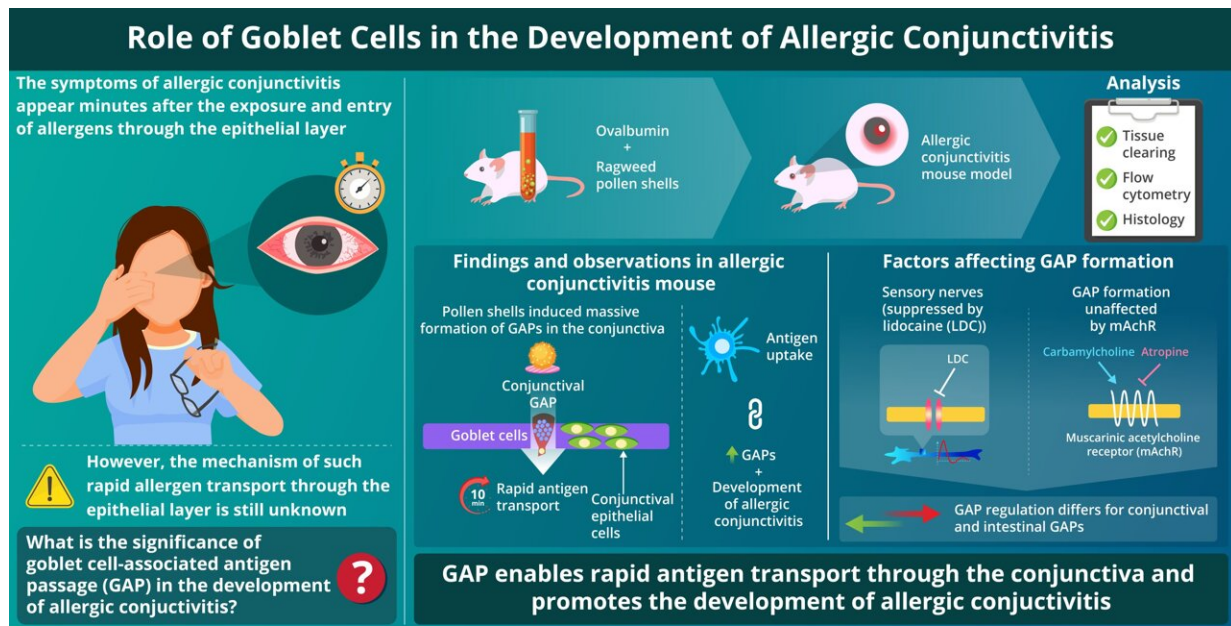 Role of Goblet Cells in the Development of Allergic Conjunctivitis
The symptoms of allergic conjunctivitis
appear minutes after the exposure and entry
of allergens through the epithelial layer
However, the mechanism of such
rapid allergen transport through the
epithelial layer is still unknown
What is the significance of
goblet cell-associated antigen
passage (GAP) in the development
of allergic conjuctivitis?
?
Ovalbumin
+
Ragweed
pollen shells
Allergic
conjunctivitis
mouse model
Analysis
Tissue
clearing
Flow
cytometry
Histology
Findings and observations in allergic
conjunctivitis mouse
Pollen shells induced massive
formation of GAPs in the conjunctiva
Conjunctival
GAP
Goblet cells
10
min
Rapid antigen
transport
Conjunctival
epithelial
cells
Antigen
uptake
GAPs
+
Development
of allergic
conjunctivitis
Factors affecting GAP formation
Sensory nerves
(suppressed by
lidocaine (LDC))
LDC
GAP formation
unaffected
by mAchR
Carbamylcholine Atropine
Muscarinic acetylcholine
receptor (mAchR)
GAP regulation differs for conjunctival
and intestinal GAPs
GAP enables rapid antigen transport through the conjunctiva and
promotes the development of allergic conjuctivitis